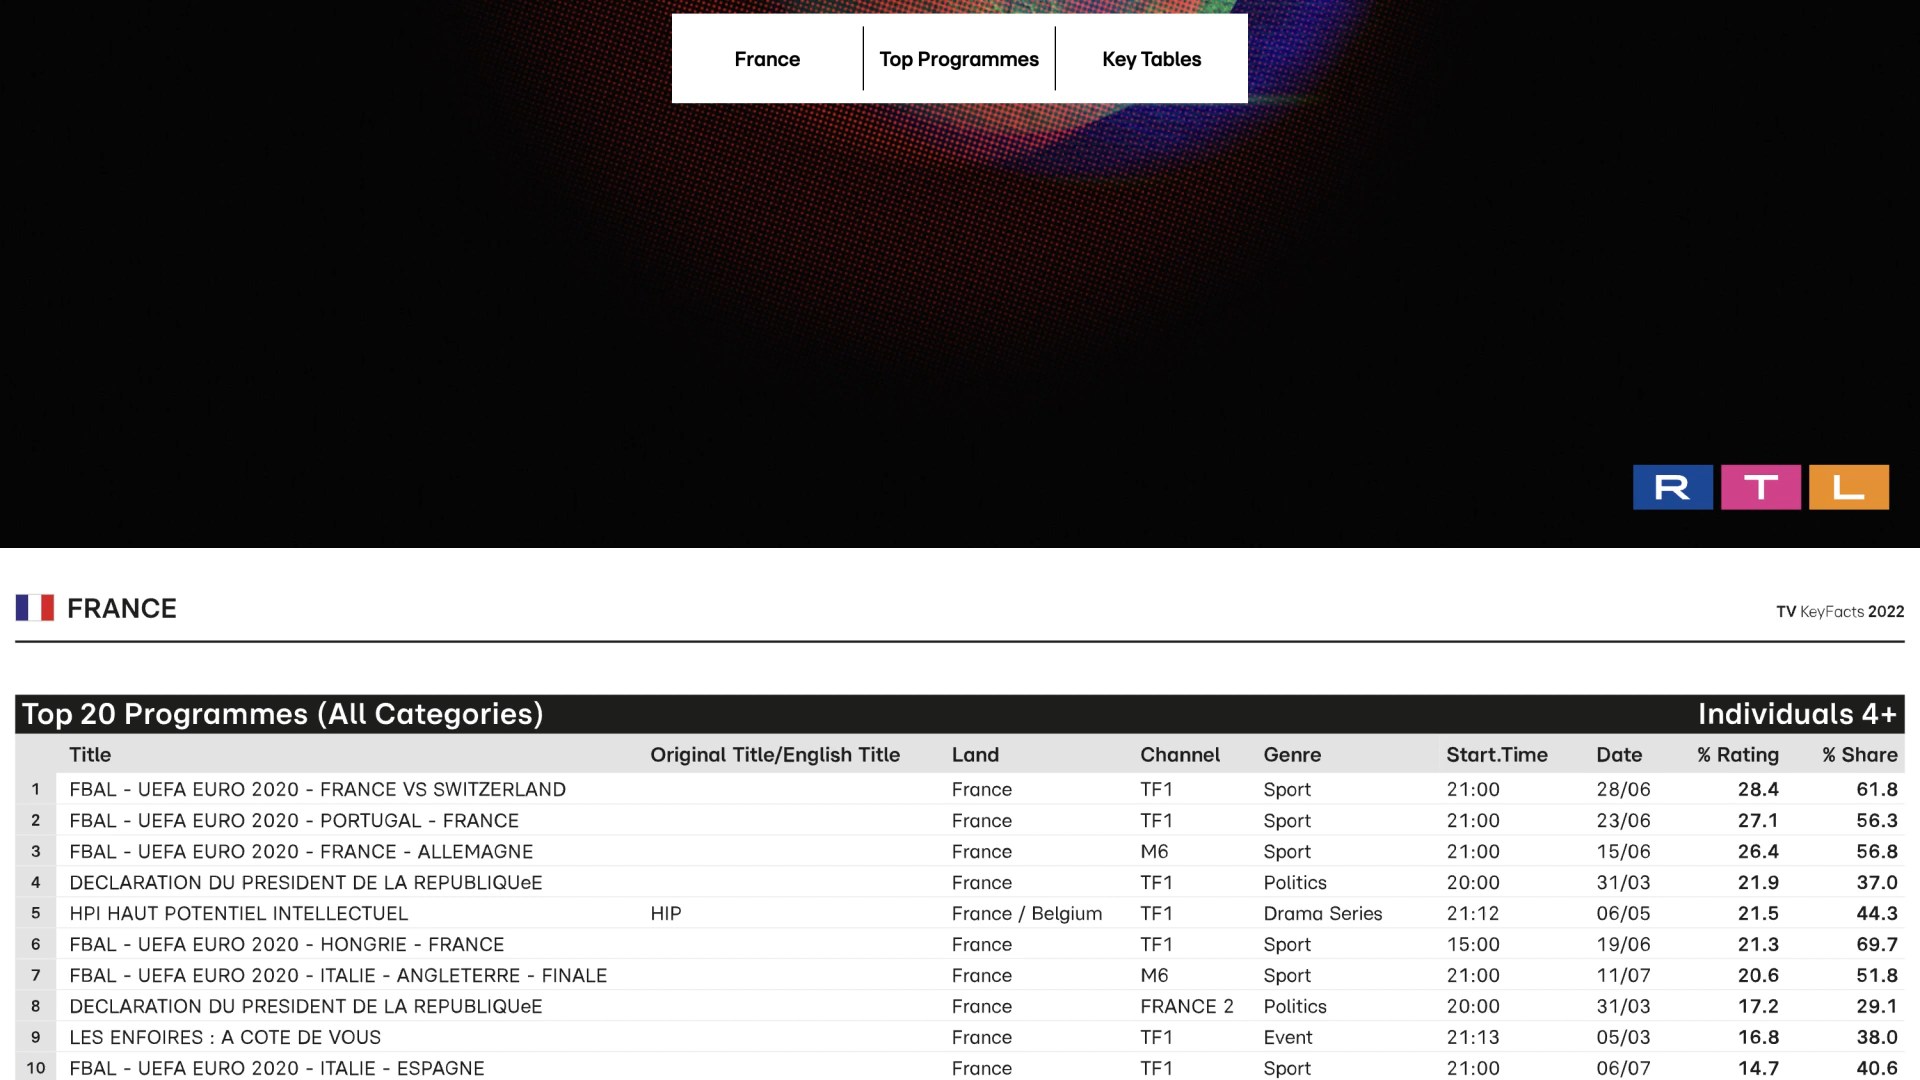 France Top Programmes Key Tables
R T L
FRANCE
TV KeyFacts 2022
Top 20 Programmes (All Categories) Individuals 4+
Title Original Title/English Title Land Channel Genre Start.Time Date % Rating % Share
1 FBAL - UEFA EURO 2020 - FRANCE VS SWITZERLAND France TF1 Sport 21:00 28/06 28.4 61.8
2 FBAL - UEFA EURO 2020 - PORTUGAL - FRANCE France TF1 Sport 21:00 23/06 27.1 56.3
3 FBAL - UEFA EURO 2020 - FRANCE - ALLEMAGNE France M6 Sport 21:00 15/06 26.4 56.8
4 DECLARATION DU PRESIDENT DE LA REPUBLIQUeE France TF1 Politics 20:00 31/03 21.9 37.0
5 HPI HAUT POTENTIEL INTELLECTUEL HIP France / Belgium TF1 Drama Series 21:12 06/05 21.5 44.3
6 FBAL - UEFA EURO 2020 - HONGRIE - FRANCE France TF1 Sport 15:00 19/06 21.3 69.7
7 FBAL - UEFA EURO 2020 - ITALIE - ANGLETERRE - FINALE France M6 Sport 21:00 11/07 20.6 51.8
8 DECLARATION DU PRESIDENT DE LA REPUBLIQUeE France FRANCE 2 Politics 20:00 31/03 17.2 29.1
9 LES ENFOIRES : A COTE DE VOUS France TF1 Event 21:13 05/03 16.8 38.0
10 FBAL - UEFA EURO 2020 - ITALIE - ESPAGNE France TF1 Sport 21:00 06/07 14.7 40.6